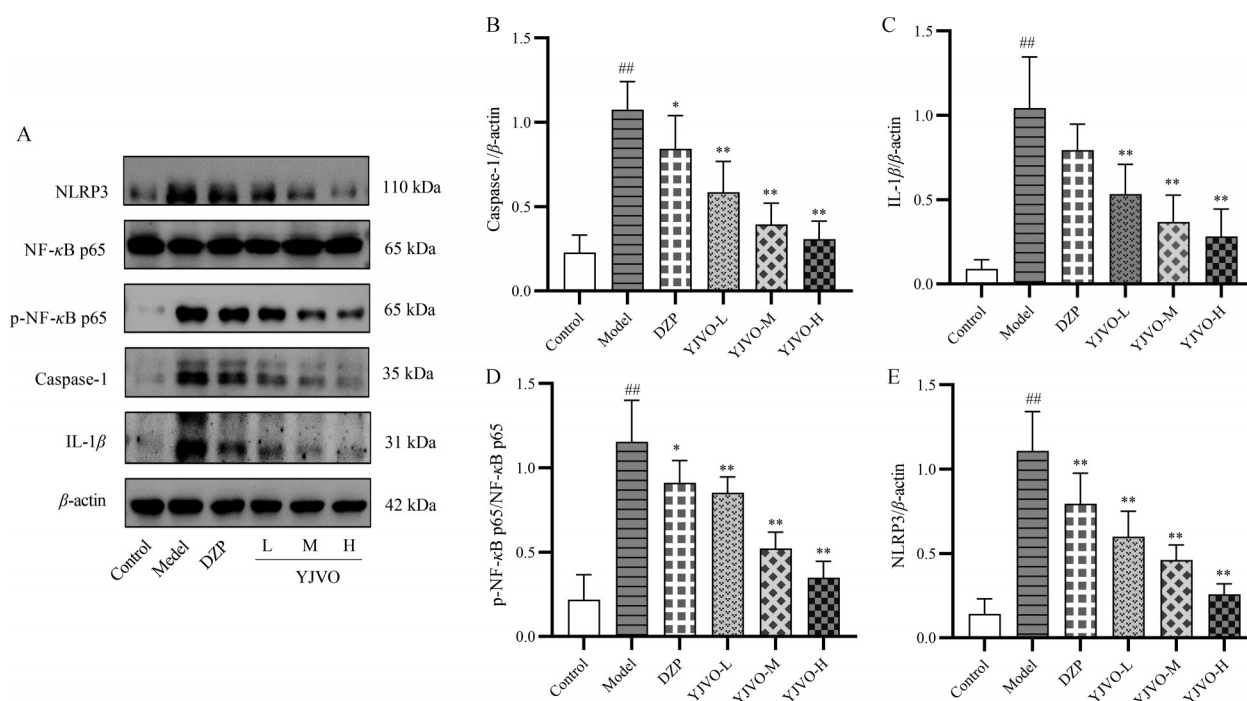 A
NLRP3
110 kDa
NF-κB p65
65 kDa
p-NF-κB p65
65 kDa
Caspase-1
35 kDa
IL-1β
31 kDa
β-actin
42 kDa
Control
Medel
DZP
L
M
H
YJVO
B
Caspase-1/β-actin
1.5
1.0
0.5
0.0
##
*
**
**
**
Control
Model
DZP
YJVO-L
YJVO-M
YJVO-H
C
IL-1β/β-actin
1.5
1.0
0.5
0.0
##
**
**
**
Control
Model
DZP
YJVO-L
YJVO-M
YJVO-H
D
p-NF-κB p65/NF-κB p65
1.5
1.0
0.5
0.0
##
*
**
**
**
Control
Model
DZP
YJVO-L
YJVO-M
YJVO-H
E
NLRP3/β-actin
1.5
1.0
0.5
0.0
##
**
**
**
**
Control
Model
DZP
YJVO-L
YJVO-M
YJVO-H